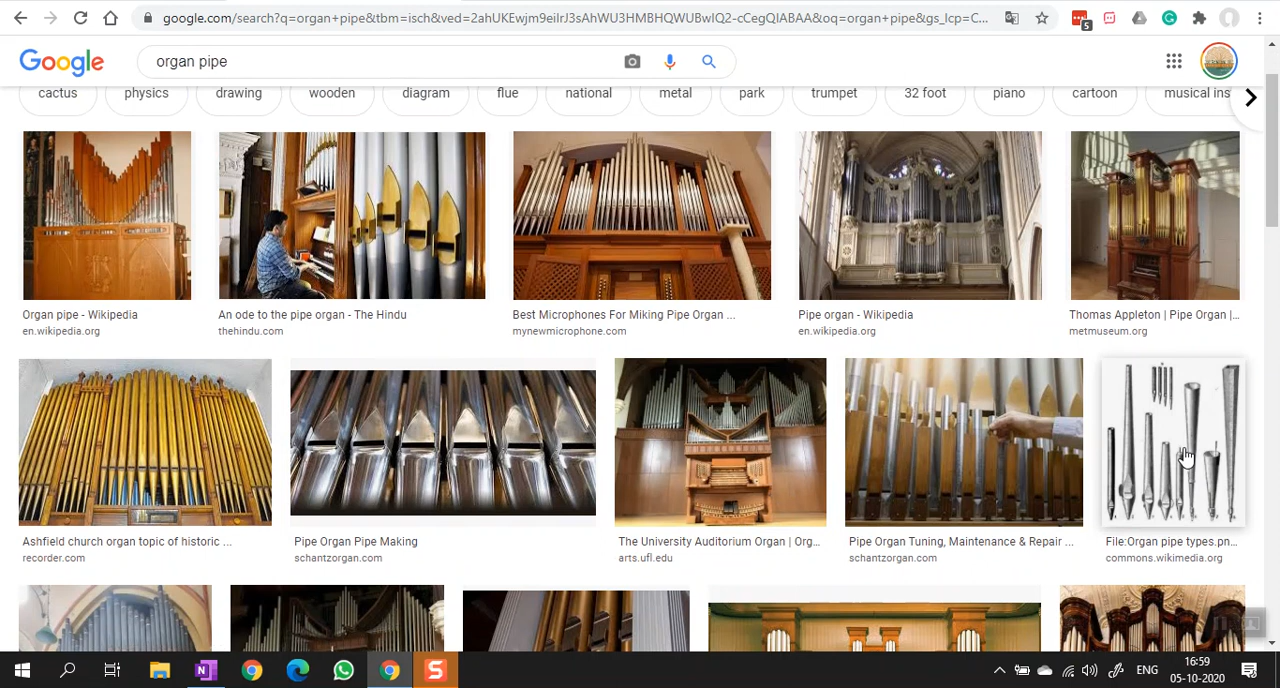 google.com/search?q=organ+pipe&tbm=isch&ved=2ahUKEwjm9eiIrJ3sAhWU3HMBHQWUBwIQ2-cCegQIABAA&oq=organ+pipe&gs_lcp=C...
5
Google
organ pipe
cactus physics drawing wooden diagram flue national metal park trumpet 32 foot piano cartoon musical ins
Organ pipe - Wikipedia
en.wikipedia.org
An ode to the pipe organ - The Hindu
thehindu.com
Best Microphones For Miking Pipe Organ ...
mynewmicrophone.com
Pipe organ - Wikipedia
en.wikipedia.org
Thomas Appleton | Pipe Organ |...
metmuseum.org
Ashfield church organ topic of historic ...
recorder.com
Pipe Organ Pipe Making
schantzorgan.com
The University Auditorium Organ | Org...
arts.ufl.edu
Pipe Organ Tuning, Maintenance & Repair ...
schantzorgan.com
File:Organ pipe types.pn...
commons.wikimedia.org
ENG
16:59
05-10-2020